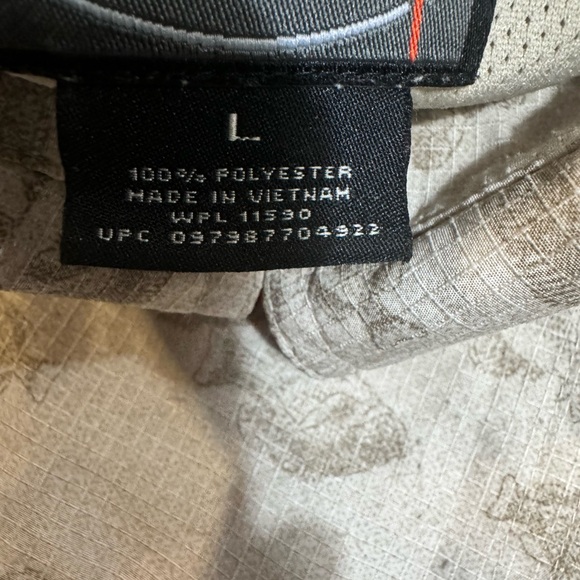 L
100% POLYESTER
MADE IN VIETNAM
WPL 11590
UPC 097987704922